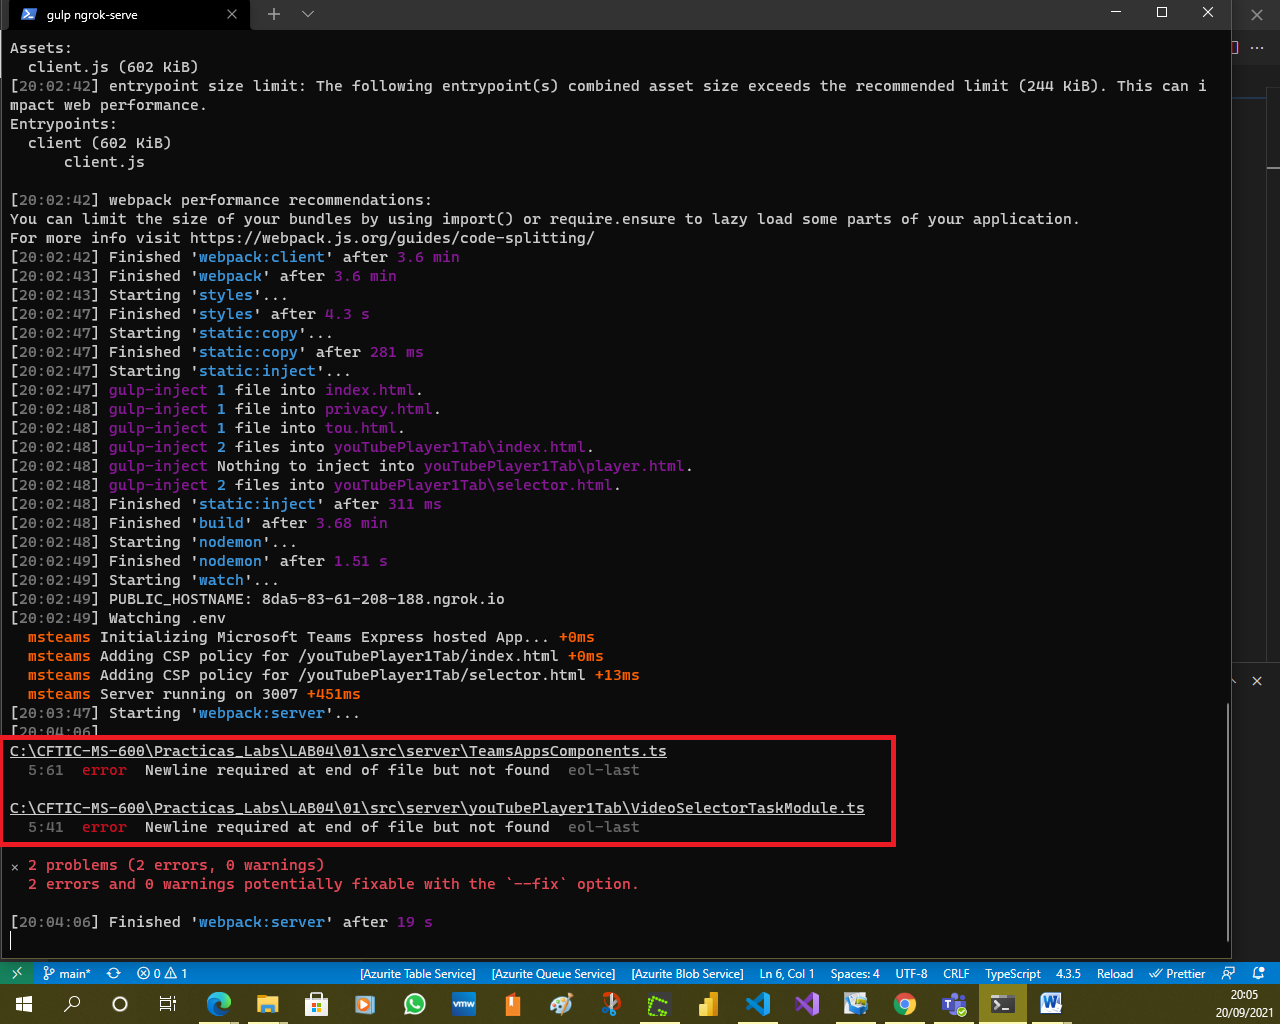 gulp ngrok-serve
Assets:
client.js (602 KiB)
[20:02:42] entrypoint size limit: The following entrypoint(s) combined asset size exceeds the recommended limit (244 KiB). This can i
mpact web performance.
Entrypoints:
client (602 KiB)
client.js
[20:02:42] webpack performance recommendations:
You can limit the size of your bundles by using import() or require.ensure to lazy load some parts of your application.
For more info visit https://webpack.js.org/guides/code-splitting/
[20:02:42] Finished 'webpack:client' after 3.6 min
[20:02:43] Finished 'webpack' after 3.6 min
[20:02:43] Starting 'styles'...
[20:02:47] Finished 'styles' after 4.3 s
[20:02:47] Starting 'static:copy'...
[20:02:47] Finished 'static:copy' after 281 ms
[20:02:47] Starting 'static:inject'...
[20:02:47] gulp-inject 1 file into index.html.
[20:02:48] gulp-inject 1 file into privacy.html.
[20:02:48] gulp-inject 1 file into tou.html.
[20:02:48] gulp-inject 2 files into youTubePlayer1Tab\index.html.
[20:02:48] gulp-inject Nothing to inject into youTubePlayer1Tab\player.html.
[20:02:48] gulp-inject 2 files into youTubePlayer1Tab\selector.html.
[20:02:48] Finished 'static:inject' after 311 ms
[20:02:48] Finished 'build' after 3.68 min
[20:02:48] Starting 'nodemon'...
[20:02:49] Finished 'nodemon' after 1.51 s
[20:02:49] Starting 'watch'...
[20:02:49] PUBLIC_HOSTNAME: 8da5-83-61-208-188.ngrok.io
[20:02:49] Watching .env
msteams Initializing Microsoft Teams Express hosted App... +0ms
msteams Adding CSP policy for /youTubePlayer1Tab/index.html +0ms
msteams Adding CSP policy for /youTubePlayer1Tab/selector.html +13ms
msteams Server running on 3007 +451ms
[20:03:47] Starting 'webpack:server'...
[20:04:06]
C:\CFTIC-MS-600\Practicas_Labs\LAB04\01\src\server\TeamsAppsComponents.ts
5:61 error Newline required at end of file but not found eol-last
C:\CFTIC-MS-600\Practicas_Labs\LAB04\01\src\server\youTubePlayer1Tab\VideoSelectorTaskModule.ts
5:41 error Newline required at end of file but not found eol-last
× 2 problems (2 errors, 0 warnings)
2 errors and 0 warnings potentially fixable with the `--fix` option.
[20:04:06] Finished 'webpack:server' after 19 s
main* 0 1 [Azurite Table Service] [Azurite Queue Service] [Azurite Blob Service] Ln 6, Col 1 Spaces: 4 UTF-8 CRLF TypeScript 4.3.5 Reload Prettier
vmw
20:05
20/09/2021